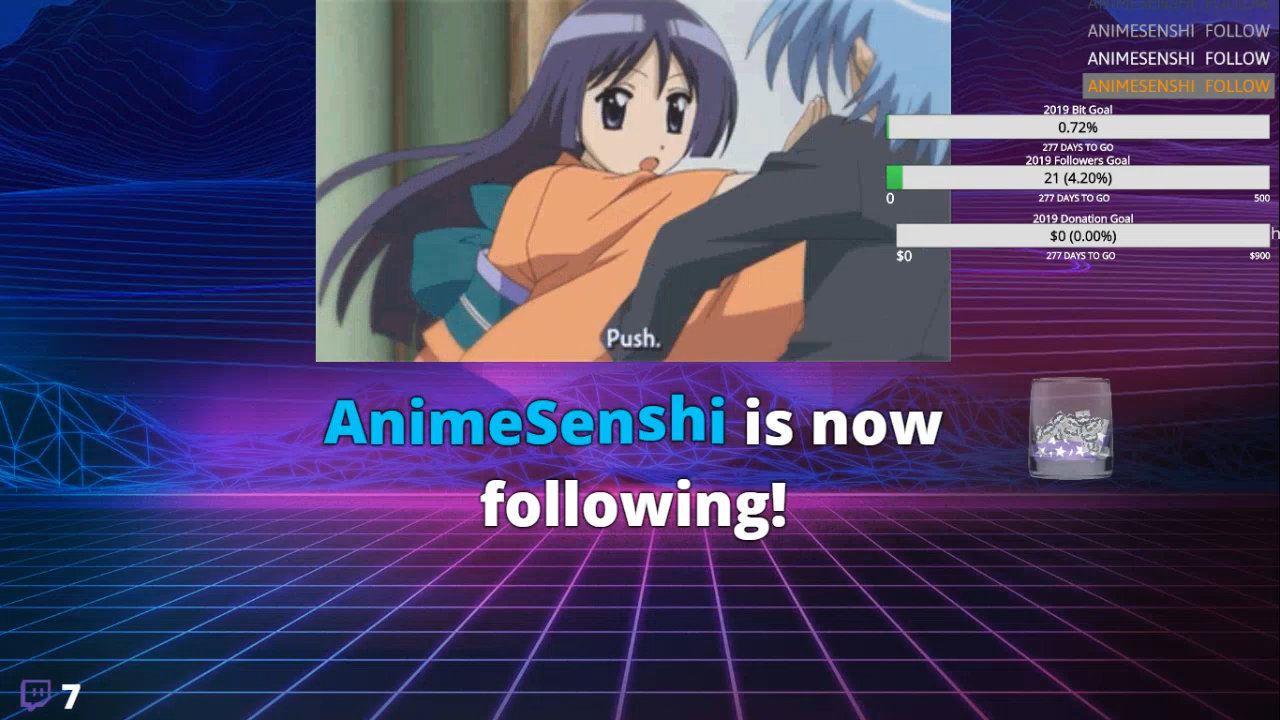 ANIMESENSHI FOLLOW
ANIMESENSHI FOLLOW
ANIMESENSHI FOLLOW
ANIMESENSHI FOLLOW
2019 Bit Goal
0.72%
277 DAYS TO GO
2019 Followers Goal
21 (4.20%)
0 277 DAYS TO GO 500
2019 Donation Goal
$0 (0.00%)
h
$0 277 DAYS TO GO $900
Push.
AnimeSenshi is now
following!
7